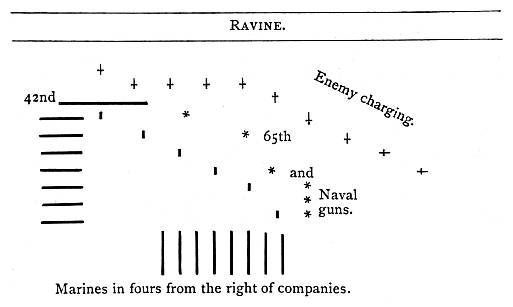 RAVINE.
Enemy charging.
42nd
65th
and
Naval
guns.
Marines in fours from the right of companies.